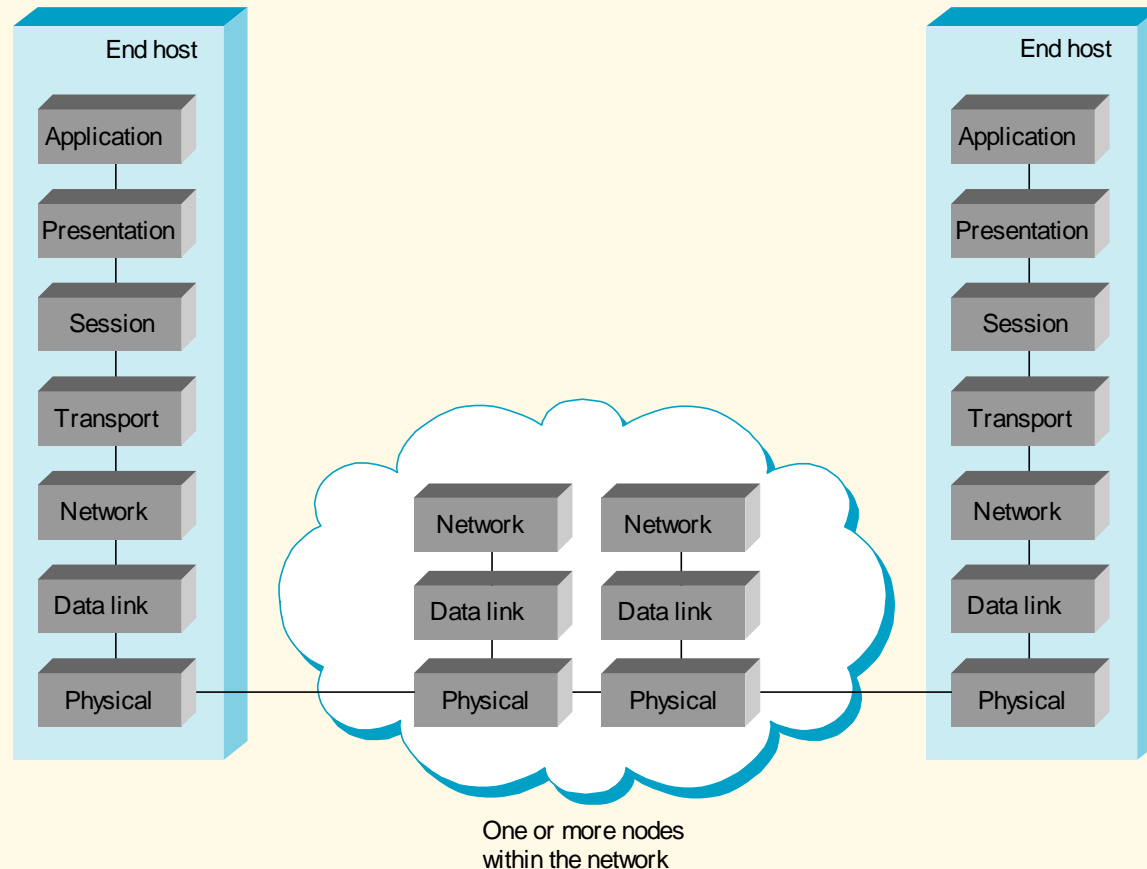 End host
Application
Presentation
Session
Transport
Network
Data link
Physical
Network
Data link
Physical
Network
Data link
Physical
One or more nodes
within the network
End host
Application
Presentation
Session
Transport
Network
Data link
Physical